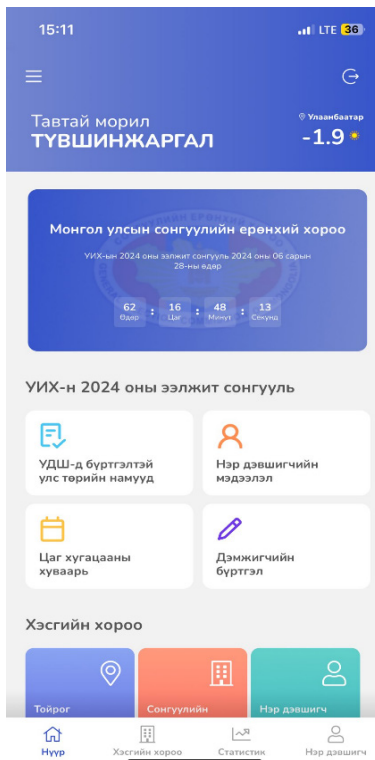 15:11
LTE 36
Тавтай морил
ТҮВШИНЖАРГАЛ
Улаанбаатар
-1.9
Монгол улсын сонгуулийн ерөнхий хороо
УИХ-ын 2024 оны ээлжит сонгууль 2024 оны 06 сарын
28-ны өдөр
62 : 16 : 48 : 13
Өдөр Цаг Минут Секунд
УИХ-н 2024 оны ээлжит сонгууль
УДШ-д бүртгэлтэй
улс төрийн намууд
Нэр дэвшигчийн
мэдээлэл
Цаг хугацааны
хуваарь
Дэмжигчийн
бүртгэл
Хэсгийн хороо
Тойрог
Сонгуулийн
Нэр дэвшигч
Нүүр
Хэсгийн хороо
Статистик
Нэр дэвшигч